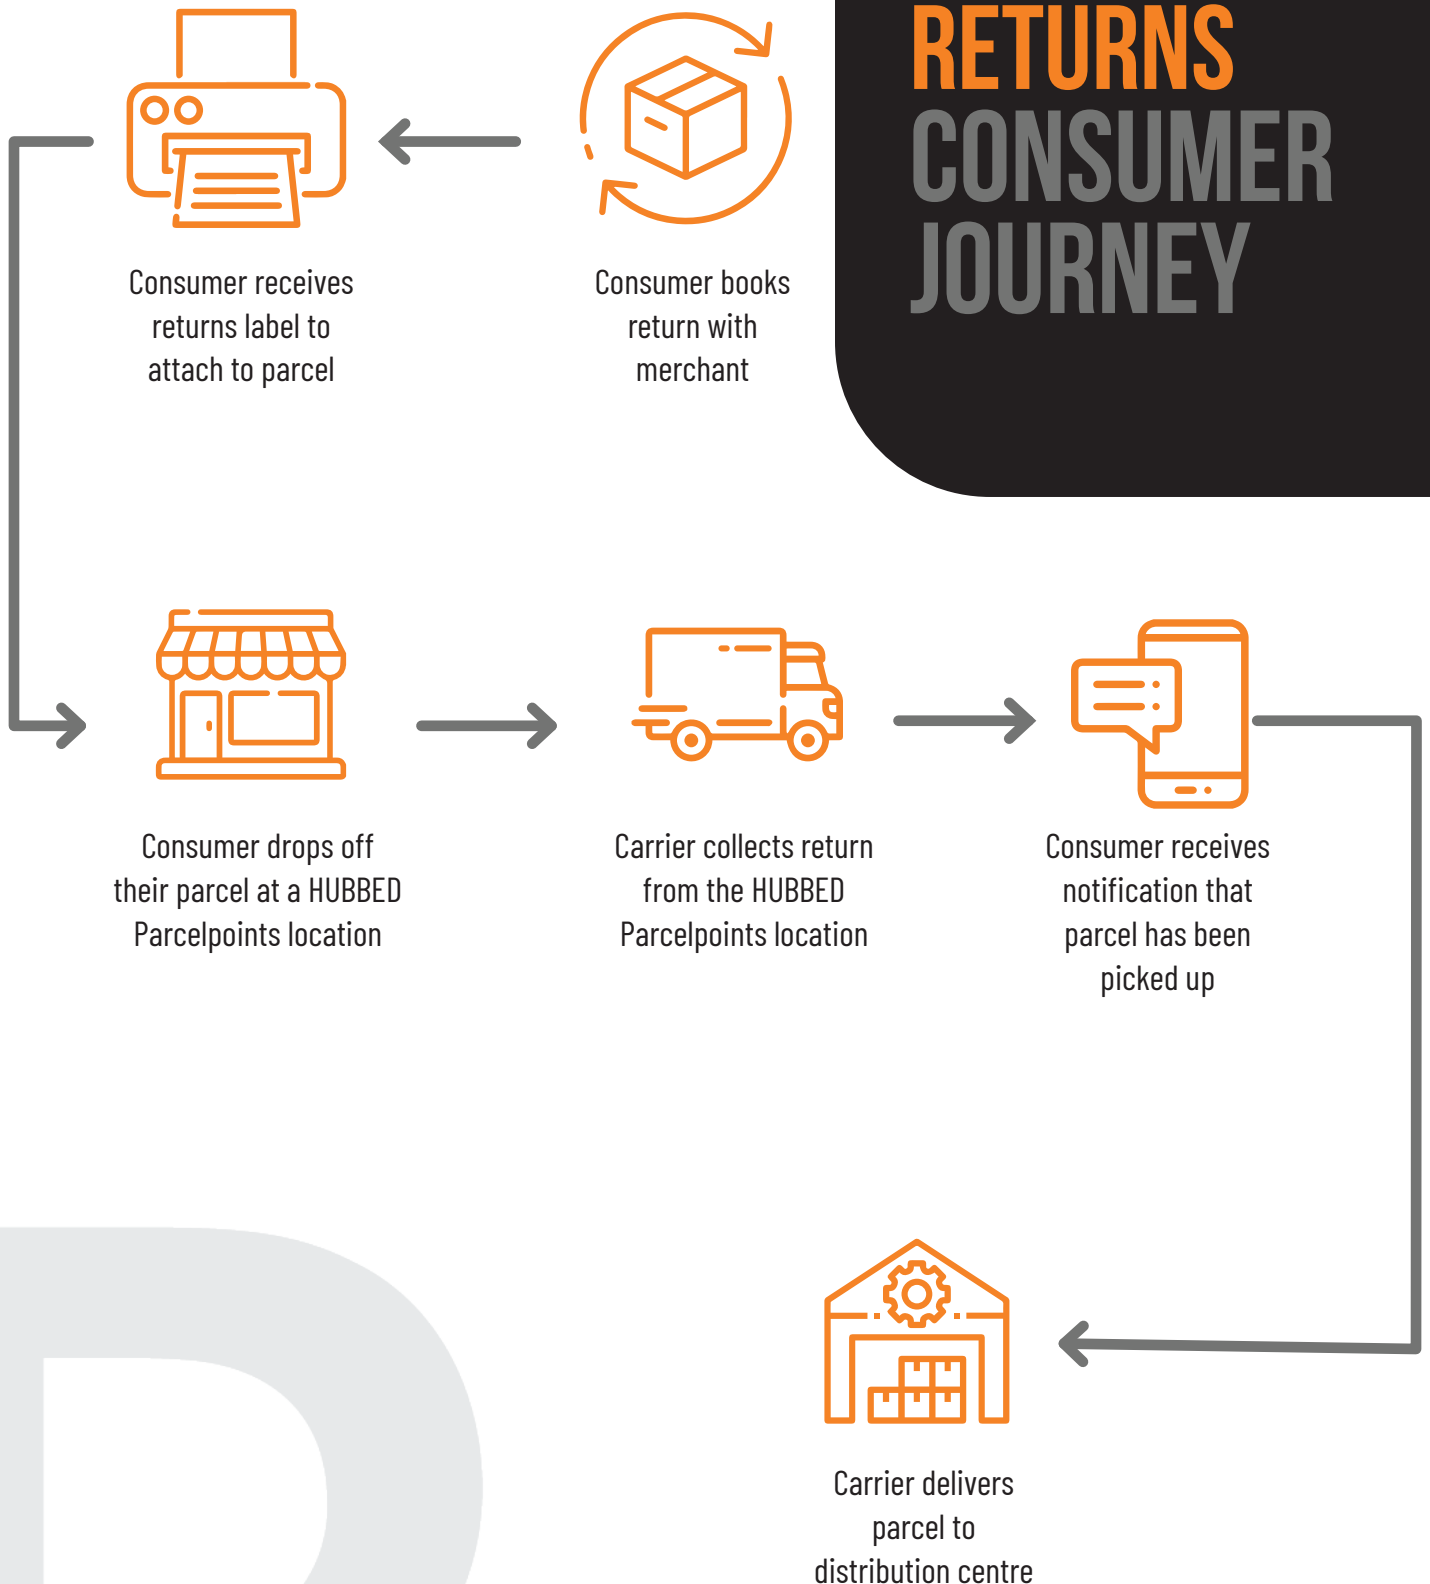 RETURNS
CONSUMER
JOURNEY
Consumer books
return with
merchant
Consumer receives
returns label to
attach to parcel
Consumer drops off
their parcel at a HUBBED
Parcelpoints location
Carrier collects return
from the HUBBED
Parcelpoints location
Consumer receives
notification that
parcel has been
picked up
Carrier delivers
parcel to
distribution centre